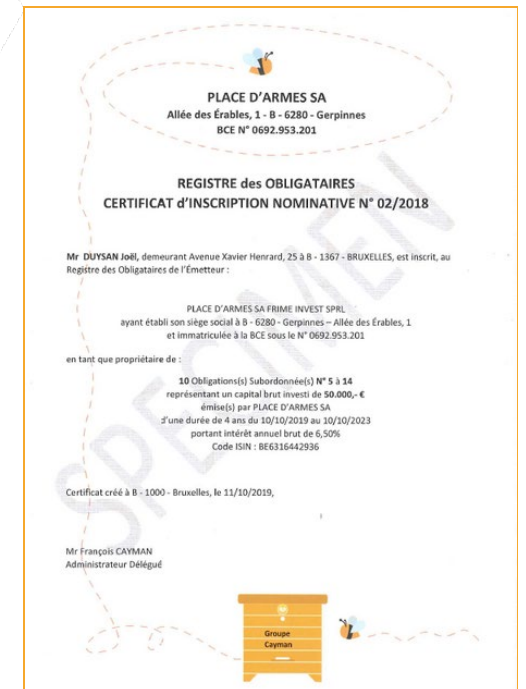 PLACE D'ARMES SA
Allée des Érables, 1 - B - 6280 - Gerpinnes
BCE N° 0692.953.201
REGISTRE des OBLIGATAIRES
CERTIFICAT d'INSCRIPTION NOMINATIVE N° 02/2018
Mr DUYSAN Joël, demeurant Avenue Xavier Henrard, 25 à B - 1367 - BRUXELLES, est inscrit, au
Registre des Obligataires de l'Émetteur :
PLACE D'ARMES SA FRIME INVEST SPRL
ayant établi son siège social à B - 6280 - Gerpinnes – Allée des Érables, 1
et immatriculée à la BCE sous le N° 0692.953.201
en tant que propriétaire de :
10 Obligations(s) Subordonnée(s) N° 5 à 14
représentant un capital brut investi de 50.000,- €
émise(s) par PLACE D'ARMES SA
d'une durée de 4 ans du 10/10/2019 au 10/10/2023
portant intérêt annuel brut de 6,50%
Code ISIN : BE6316442936
SPECIMEN
Certificat créé à B - 1000 - Bruxelles, le 11/10/2019,
Mr François CAYMAN
Administrateur Délégué
Groupe
Cayman